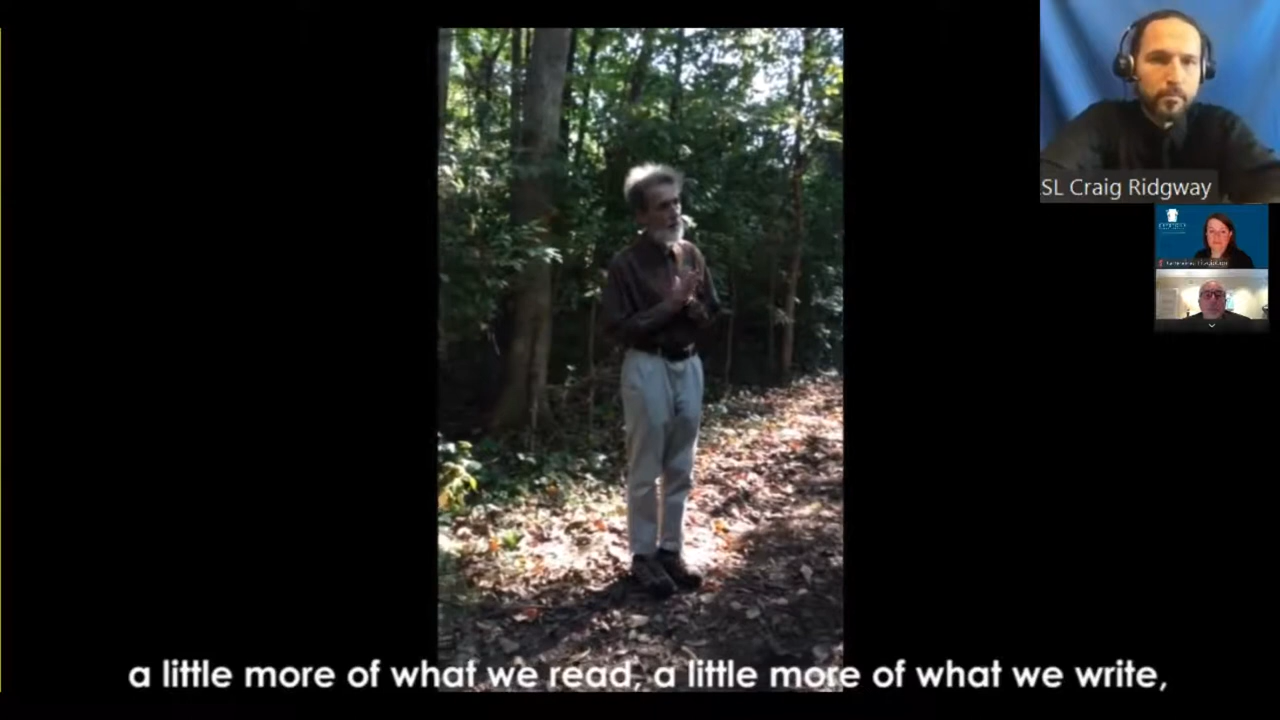 SL Craig Ridgway
a little more of what we read, a little more of what we write,